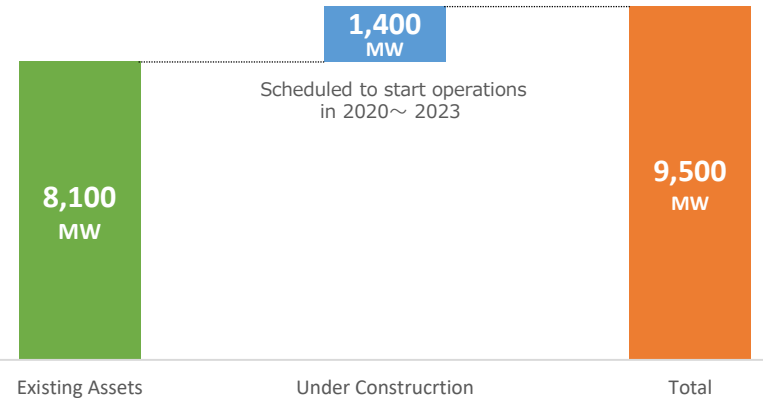 1,400
MW
Scheduled to start operations
in 2020～ 2023
8,100
MW
9,500
MW
Existing Assets
Under Construcrtion
Total